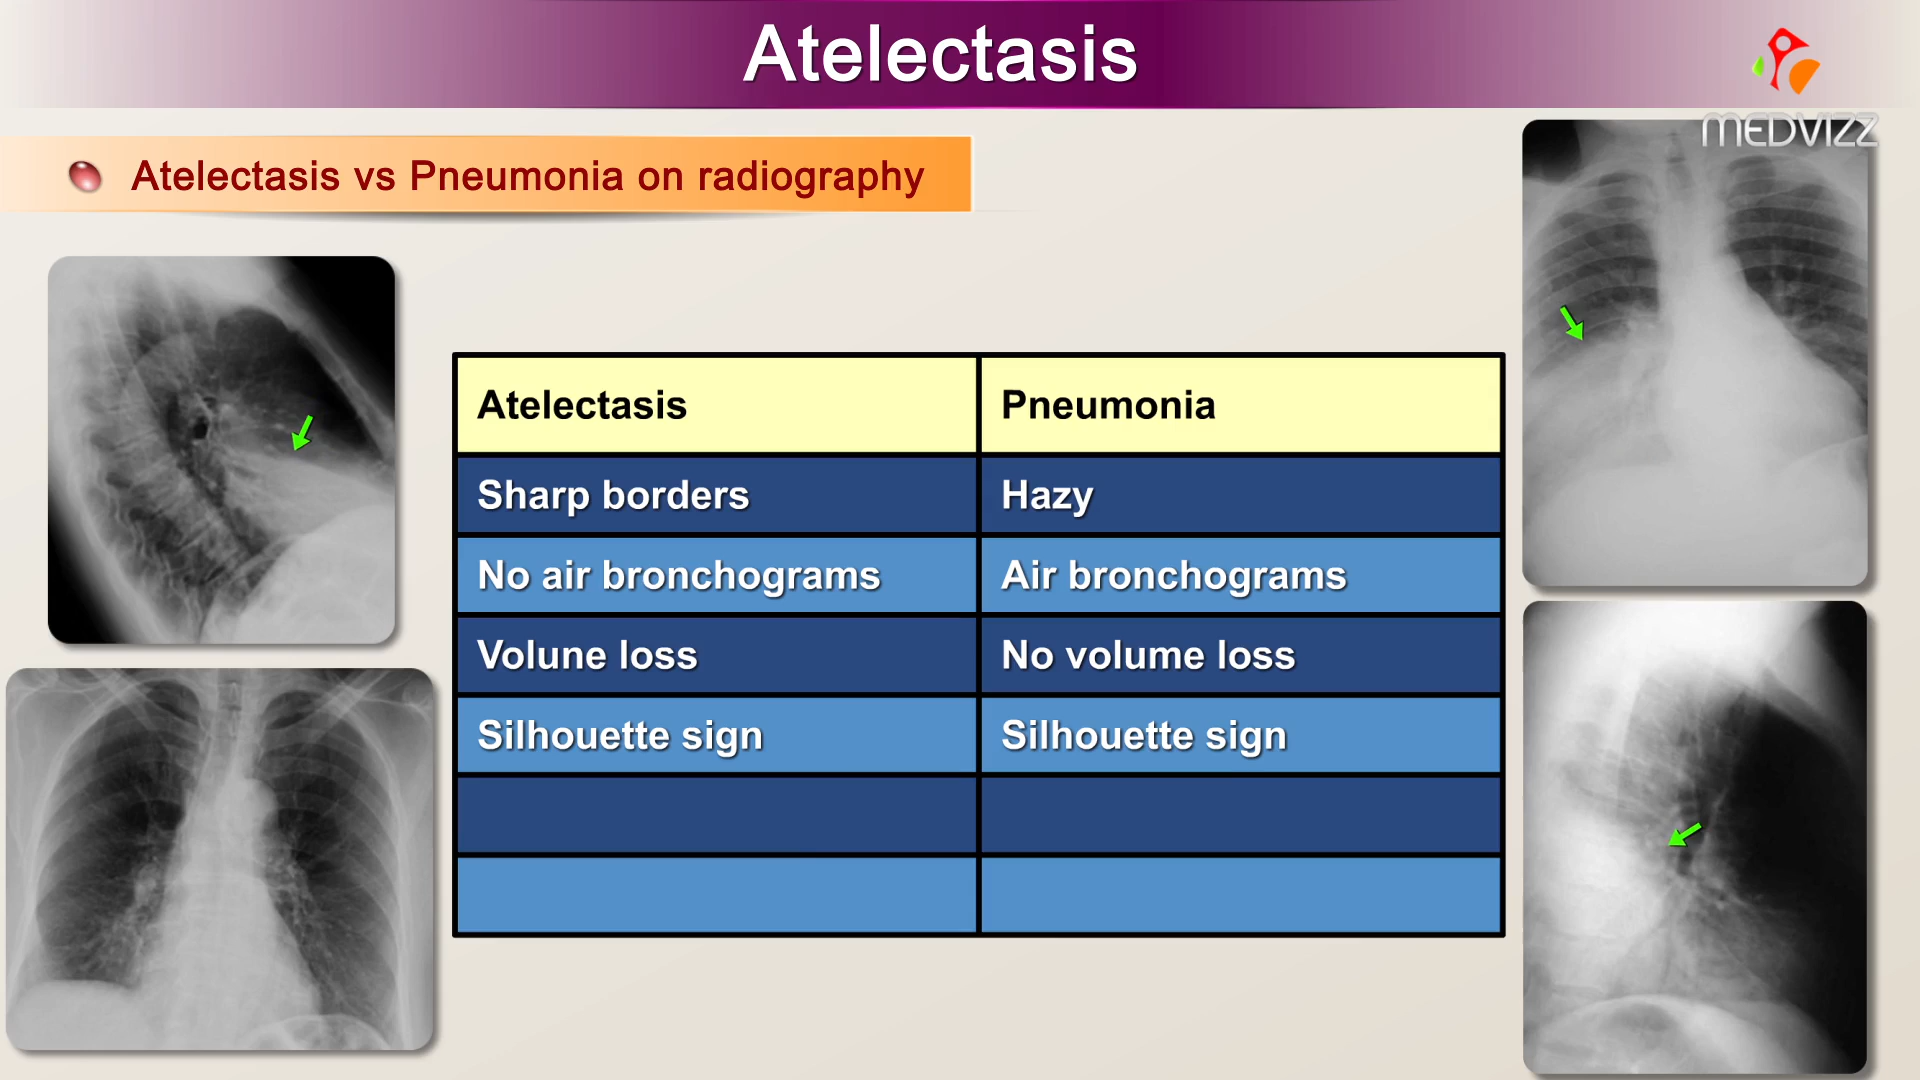 Atelectasis
MEDVIZZ
Atelectasis vs Pneumonia on radiography
Atelectasis Pneumonia
Sharp borders Hazy
No air bronchograms Air bronchograms
Volune loss No volume loss
Silhouette sign Silhouette sign